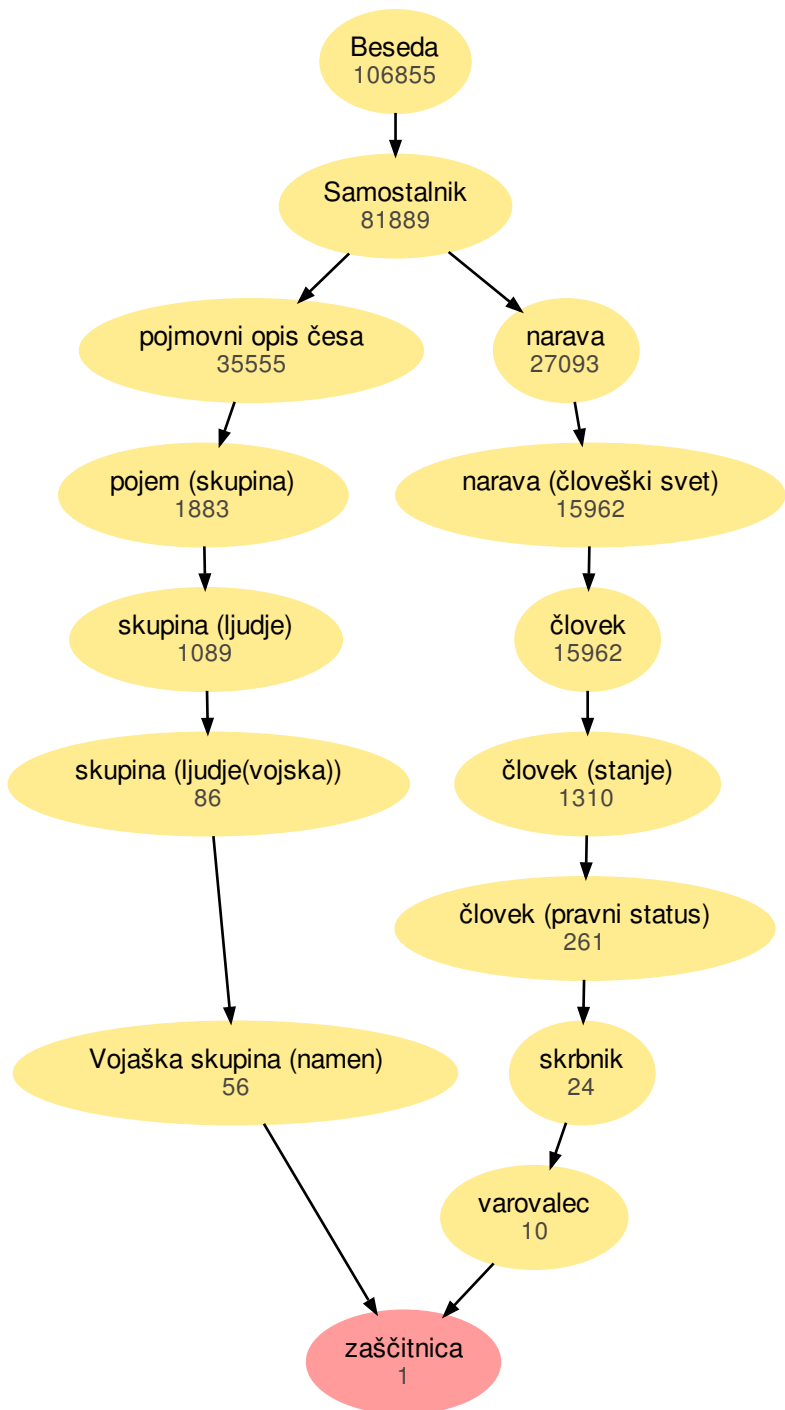 Beseda
106855
Samostalnik
81889
pojmovni opis česa
35555
narava
27093
pojem (skupina)
1883
narava (človeški svet)
15962
skupina (ljudje)
1089
človek
15962
skupina (ljudje(vojska))
86
človek (stanje)
1310
človek (pravni status)
261
Vojaška skupina (namen)
56
skrbnik
24
varovalec
10
zaščitnica
1